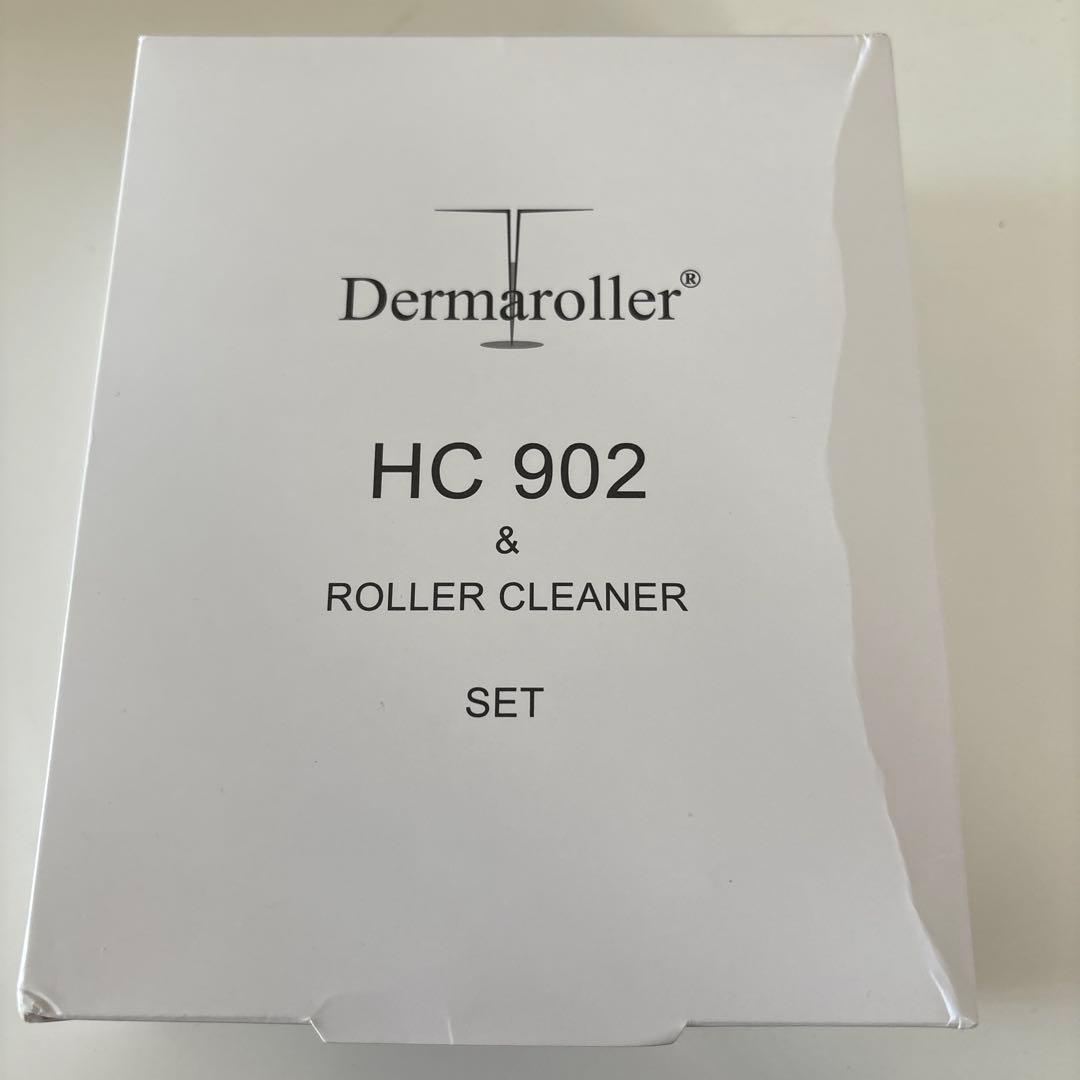 Dermaroller®
HC 902
&
ROLLER CLEANER
SET